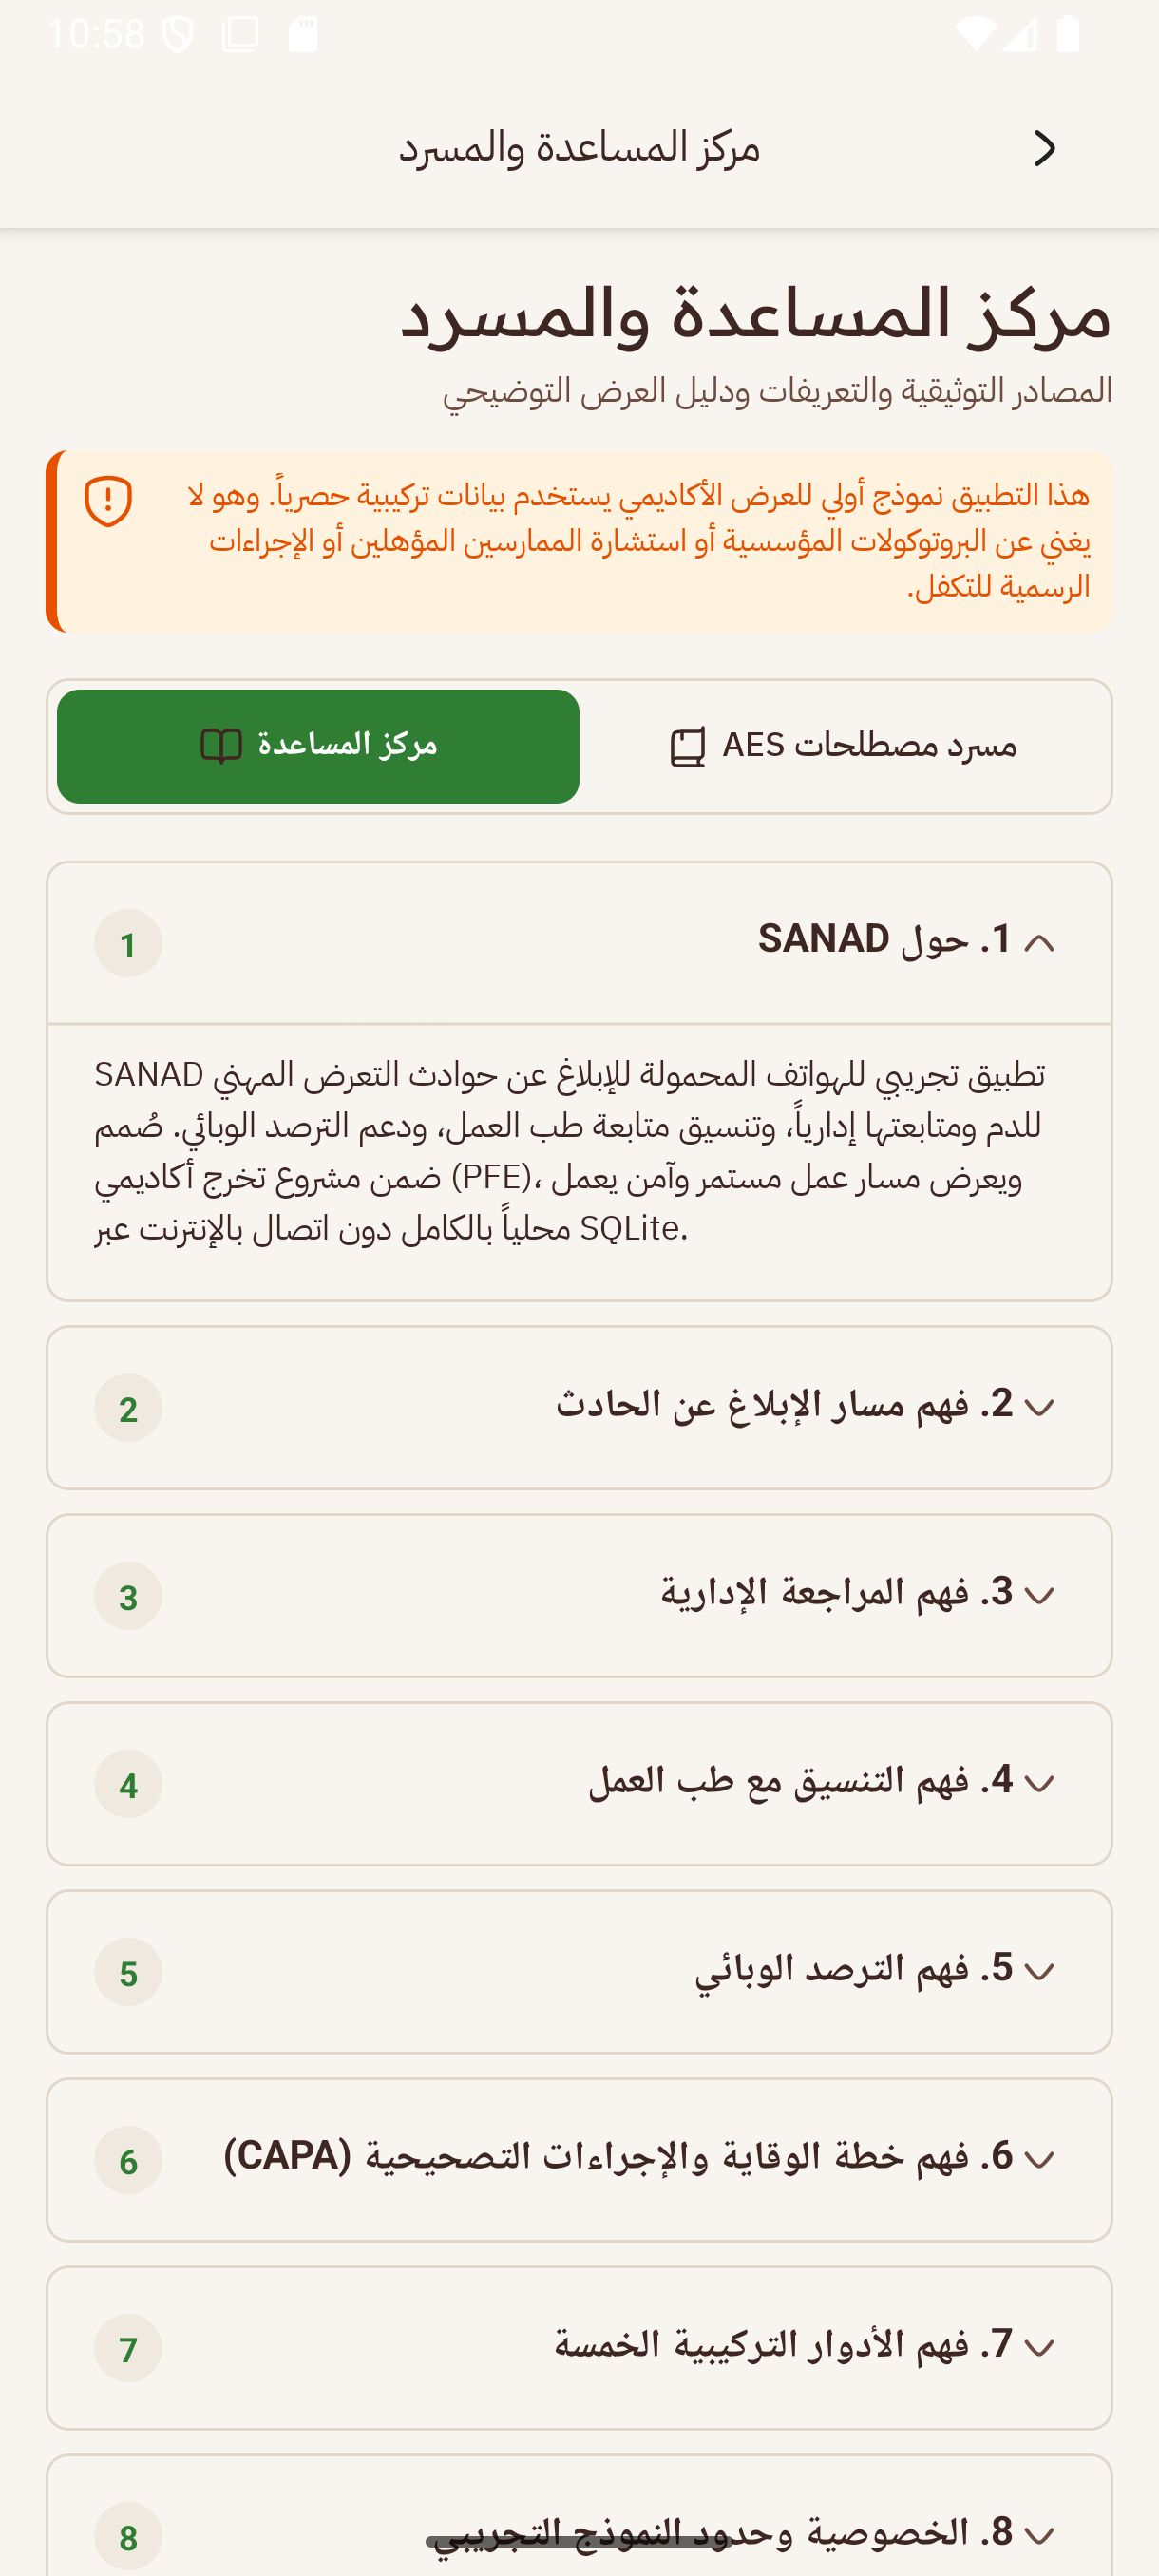 10:58
مركز المساعدة والمسرد
مركز المساعدة والمسرد
المصادر التوثيقية والتعريفات ودليل العرض التوضيحي
هذا التطبيق نموذج أولي للعرض الأكاديمي يستخدم بيانات تركيبية حصرياً. وهو لا
يغني عن البروتوكولات المؤسسية أو استشارة الممارسين المؤهلين أو الإجراءات
الرسمية للتكفل.
مسرد مصطلحات AES
مركز المساعدة
1. حول SANAD
1
SANAD تطبيق تجريبي للهواتف المحمولة للإبلاغ عن حوادث التعرض المهني
للدم ومتابعتها إدارياً، وتنسيق متابعة طب العمل، ودعم الترصد الوبائي. صُمم
ضمن مشروع تخرج أكاديمي (PFE)، ويعرض مسار عمل مستمر وآمن يعمل
محلياً بالكامل دون اتصال بالإنترنت عبر SQLite.
2. فهم مسار الإبلاغ عن الحادث
2
3. فهم المراجعة الإدارية
3
4. فهم التنسيق مع طب العمل
4
5. فهم الترصد الوبائي
5
6. فهم خطة الوقاية والإجراءات التصحيحية (CAPA)
6
7. فهم الأدوار التركيبية الخمسة
7
8. الخصوصية وحدود النموذج التجريبي
8